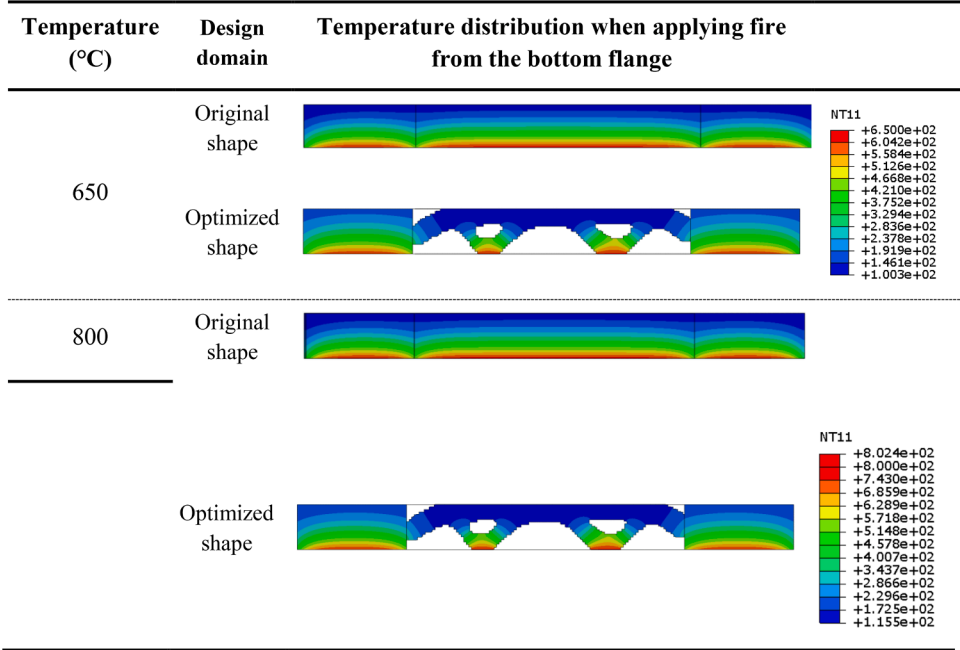 Temperature
(°C)
Design
domain
Temperature distribution when applying fire
from the bottom flange
650
Original
shape
NT11
+6.500e+02
+6.042e+02
+5.584e+02
+5.126e+02
+4.668e+02
+4.210e+02
+3.752e+02
+3.294e+02
+2.836e+02
+2.378e+02
+1.919e+02
+1.461e+02
+1.003e+02
Optimized
shape
800
Original
shape
Optimized
shape
NT11
+8.024e+02
+8.000e+02
+7.430e+02
+6.859e+02
+6.289e+02
+5.718e+02
+5.148e+02
+4.578e+02
+4.007e+02
+3.437e+02
+2.866e+02
+2.296e+02
+1.725e+02
+1.155e+02